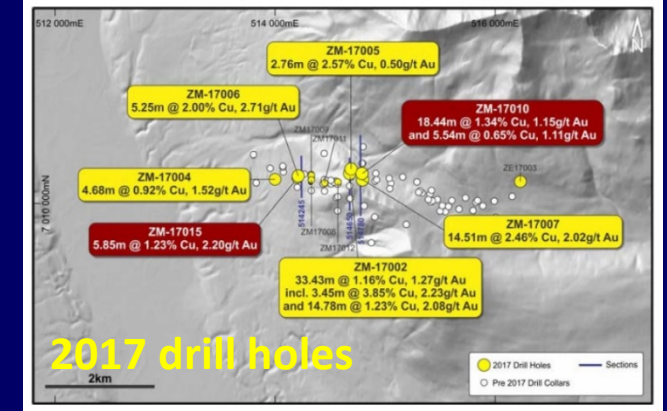 512 000mE
514 000mE
516 000mE
N
ZM-17005
2.76m @ 2.57% Cu, 0.50g/t Au
ZM-17006
5.25m @ 2.00% Cu, 2.71g/t Au
ZM-17010
18.44m @ 1.34% Cu, 1.15g/t Au
and 5.54m @ 0.65% Cu, 1.11g/t Au
ZM17009
ZM17011
ZE17003
ZM-17004
4.68m @ 0.92% Cu, 1.52g/t Au
7 010 000mN
514245
514650
ZM-17015
5.85m @ 1.23% Cu, 2.20g/t Au
ZM17008
ZM17012
ZM-17007
14.51m @ 2.46% Cu, 2.02g/t Au
ZM-17002
33.43m @ 1.16% Cu, 1.27g/t Au
incl. 3.45m @ 3.85% Cu, 2.23g/t Au
and 14.78m @ 1.23% Cu, 2.08g/t Au
2017 drill holes
2km
2017 Drill Holes
Sections
Pre 2017 Drill Collars